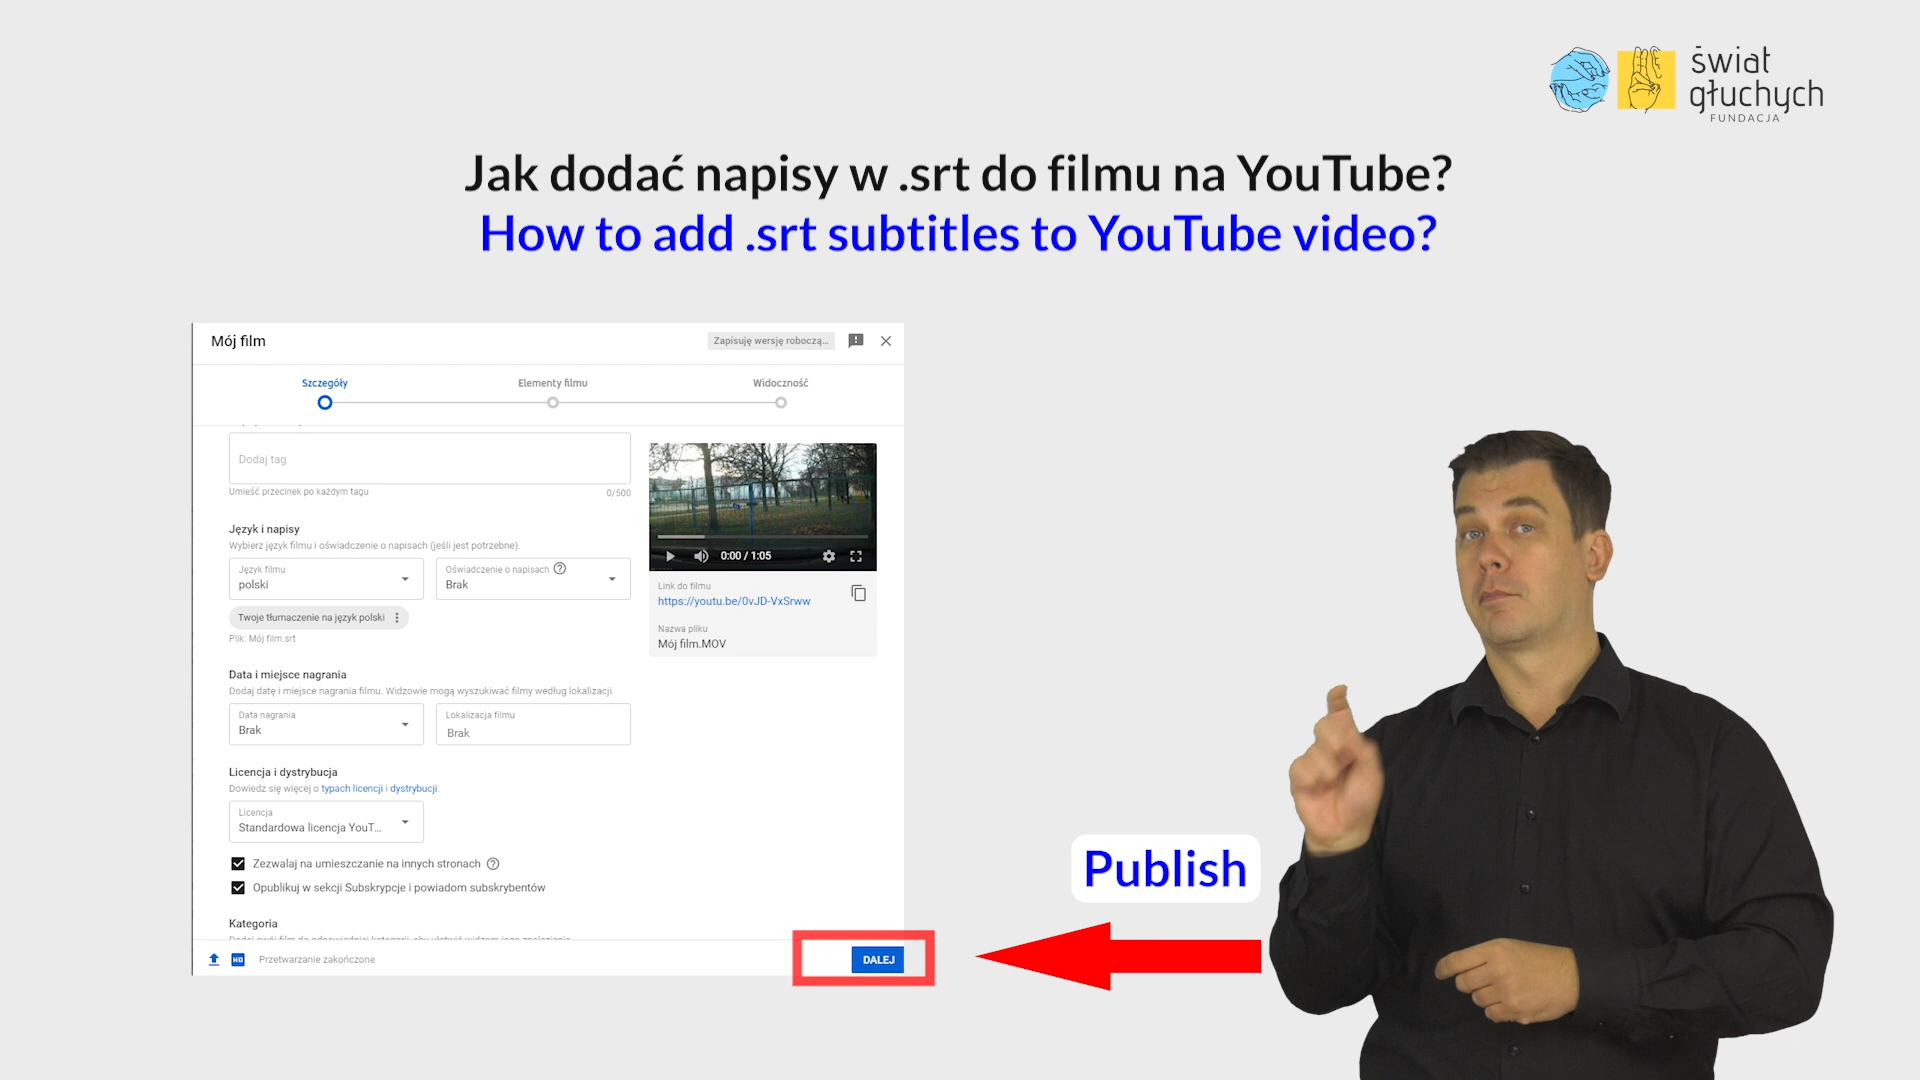 świat
głuchych
FUNDACJA
Jak dodać napisy w .srt do filmu na YouTube?
How to add .srt subtitles to YouTube video?
Mój film
Zapisuję wersję roboczą...
Szczegóły
Elementy filmu
Widoczność
Dodaj tag
Umieść przecinek po każdym tagu
0/500
Język i napisy
Wybierz język filmu i oświadczenie o napisach (jeśli jest potrzebne).
Język filmu
polski
Oświadczenie o napisach
Brak
Twoje tłumaczenie na język polski
Plik: Mój film.srt
0:00 / 1:05
Link do filmu
https://youtu.be/0vJD-VxSrww
Nazwa pliku
Mój film.MOV
Data i miejsce nagrania
Dodaj datę i miejsce nagrania filmu. Widzowie mogą wyszukiwać filmy według lokalizacji.
Data nagrania
Brak
Lokalizacja filmu
Brak
Licencja i dystrybucja
Dowiedz się więcej o typach licencji i dystrybucji.
Licencja
Standardowa licencja YouT...
Zezwalaj na umieszczanie na innych stronach
Opublikuj w sekcji Subskrypcje i powiadom subskrybentów
Kategoria
HD
Przetwarzanie zakończone
DALEJ
Publish